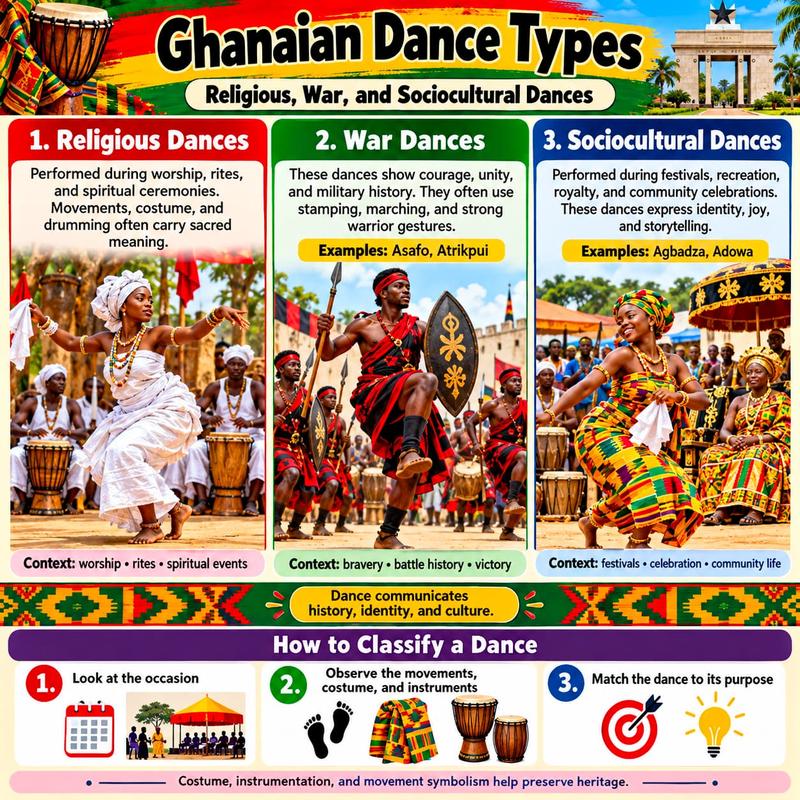 Ghanaian Dance Types
Religious, War, and Sociocultural Dances
1. Religious Dances
Performed during worship, rites,
and spiritual ceremonies.
Movements, costume, and
drumming often carry sacred
meaning.
Context: worship • rites • spiritual events
2. War Dances
These dances show courage, unity,
and military history. They often use
stamping, marching, and strong
warrior gestures.
Examples: Asafo, Atrikpui
Context: bravery • battle history • victory
3. Sociocultural Dances
Performed during festivals, recreation,
royalty, and community celebrations.
These dances express identity, joy,
and storytelling.
Examples: Agbadza, Adowa
Context: festivals • celebration • community life
Dance communicates
history, identity, and culture.
How to Classify a Dance
1. Look at the occasion
2. Observe the movements,
costume, and instruments
3. Match the dance to its purpose
Costume, instrumentation, and movement symbolism help preserve heritage.